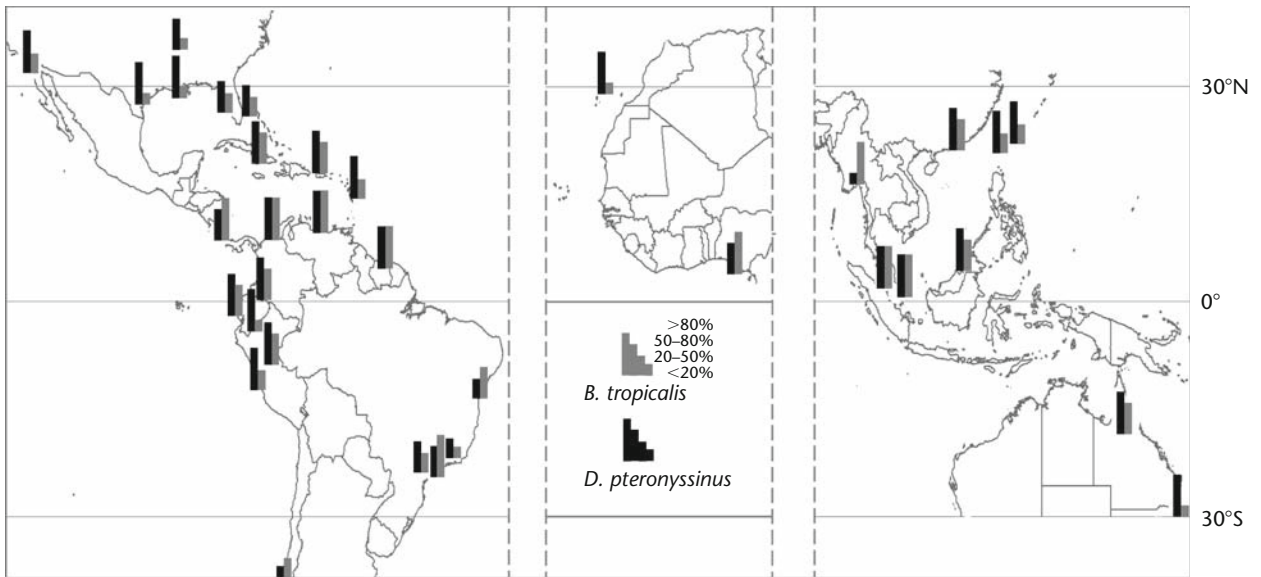 30°N
0°
>80%
50–80%
20–50%
<20%
B. tropicalis
D. pteronyssinus
30°S